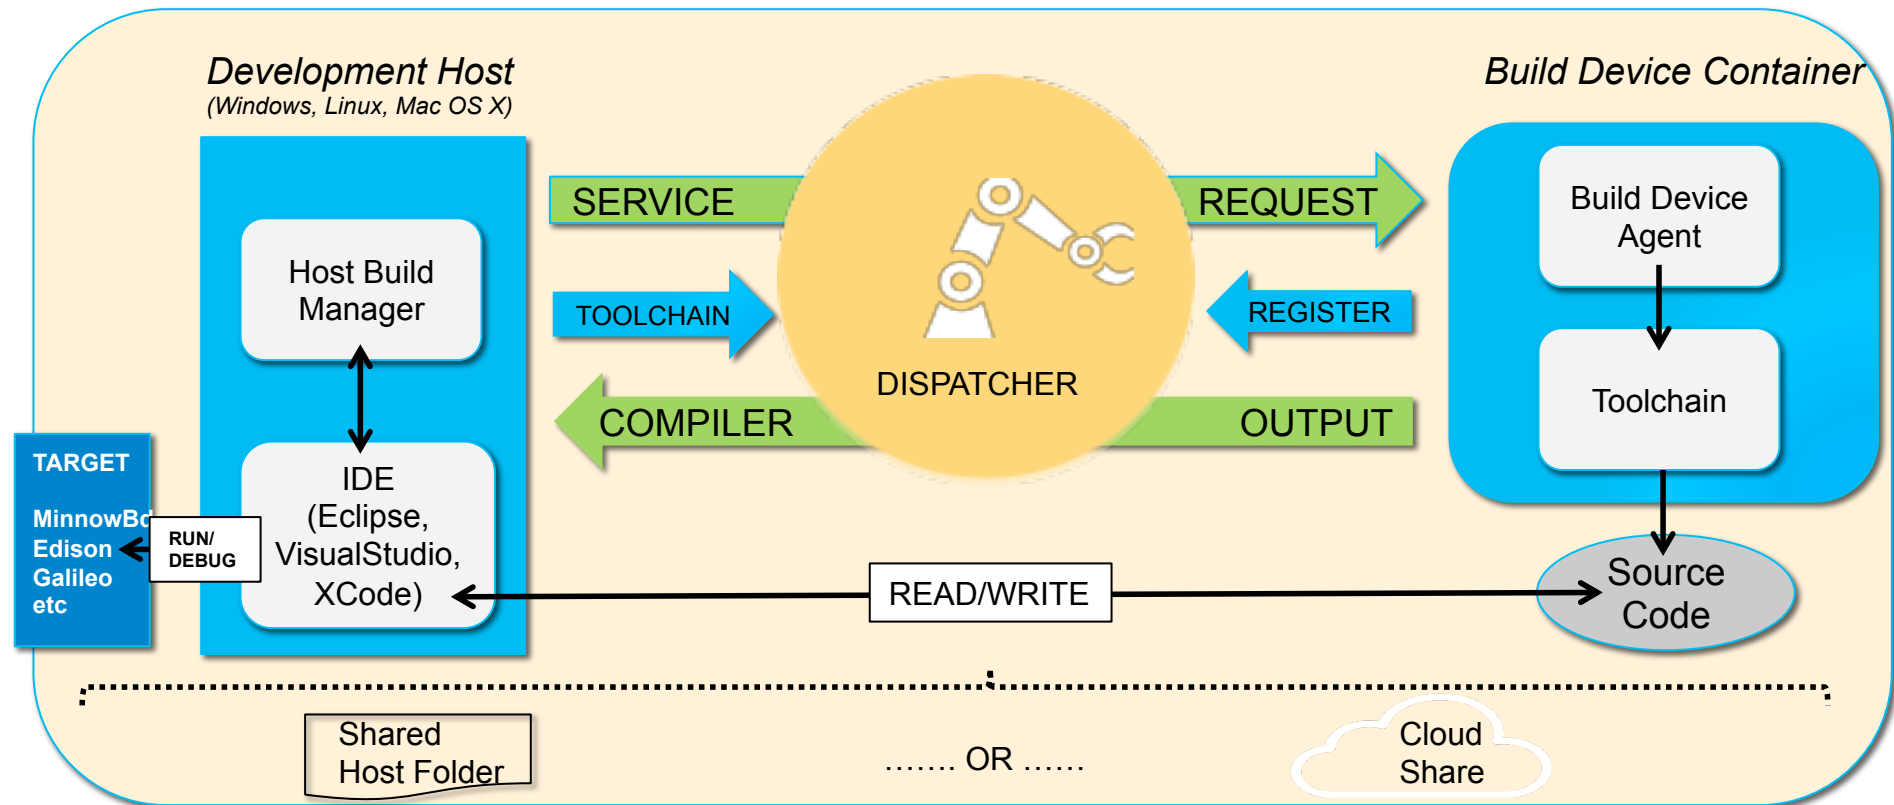 Development Host
(Windows, Linux, Mac OS X)
Build Device Container
SERVICE
REQUEST
Build Device
Agent
Host Build
Manager
TOOLCHAIN
REGISTER
DISPATCHER
Toolchain
COMPILER
OUTPUT
TARGET
MinnowBd
Edison
Galileo
etc
RUN/
DEBUG
IDE
(Eclipse,
VisualStudio,
XCode)
READ/WRITE
Source
Code
Shared
Host Folder
....... OR ......
Cloud
Share